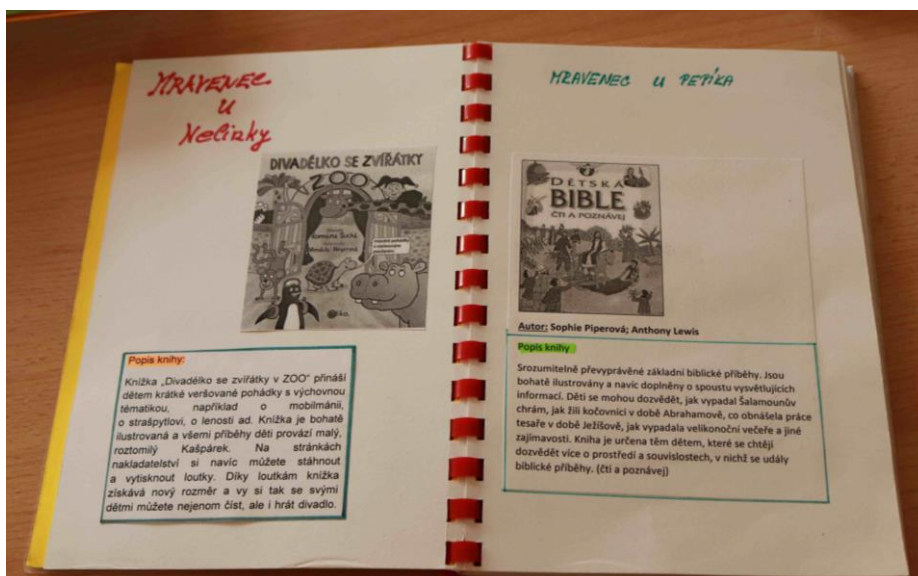 MRAVENEC
u
Nelinky
DIVADÉLKO SE ZVÍŘÁTKY
V ZOO
Romana Suchá
Popis knihy:
Knížka „Divadélko se zvířátky v ZOO“ přináší
dětem krátké veršované pohádky s výchovnou
tématikou, například o mobilmánii,
o strašpytlovi, o lenosti ad. Knížka je bohatě
ilustrovaná a všemi příběhy děti provází malý,
roztomilý Kašpárek. Na stránkách
nakladatelství si navíc můžete stáhnout
a vytisknout loutky. Díky loutkám knížka
získává nový rozměr a vy si tak se svými
dětmi můžete nejenom číst, ale i hrát divadlo.
MRAVENEC U PEPÍKA
DĚTSKÁ
BIBLE
ČTI A POZNÁVEJ
Autor: Sophie Piperová; Anthony Lewis
Popis knihy
Srozumitelně převyprávěné základní biblické příběhy. Jsou
bohatě ilustrovány a navíc doplněny o spoustu vysvětlujících
informací. Děti se mohou dozvědět, jak vypadal Šalamounův
chrám, jak žili kočovníci v době Abrahamově, co obnášela práce
tesaře v době Ježíšově, jak vypadala velikonoční večeře a jiné
zajímavosti. Kniha je určena těm dětem, které se chtějí
dozvědět více o prostředí a souvislostech, v nichž se udály
biblické příběhy. (čti a poznávej)